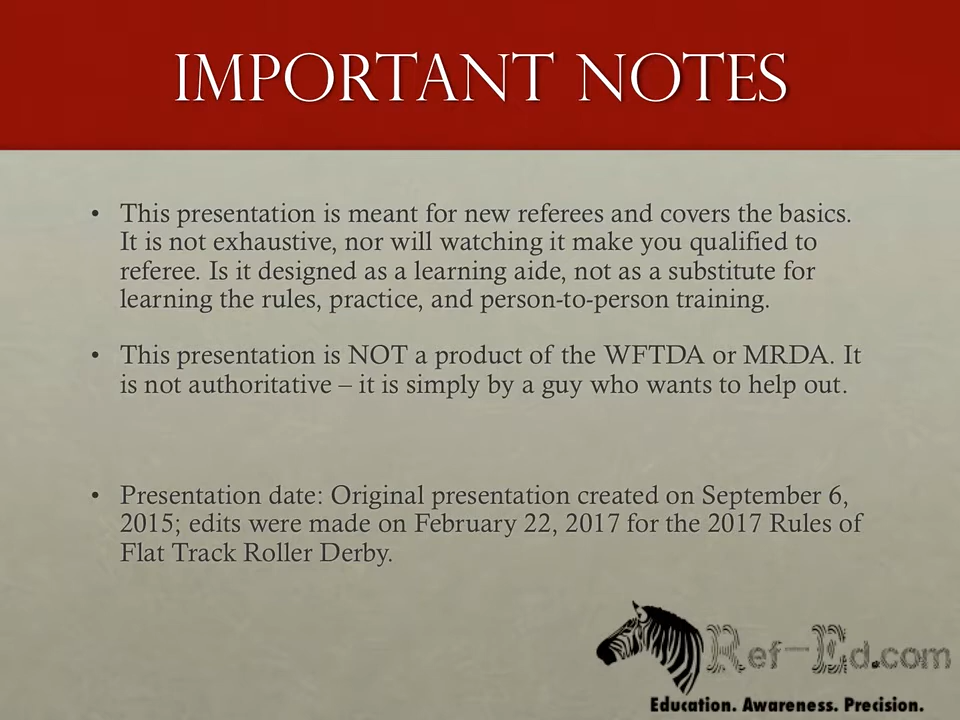 IMPORTANT NOTES
• This presentation is meant for new referees and covers the basics.
It is not exhaustive, nor will watching it make you qualified to
referee. Is it designed as a learning aide, not as a substitute for
learning the rules, practice, and person-to-person training.
• This presentation is NOT a product of the WFTDA or MRDA. It
is not authoritative – it is simply by a guy who wants to help out.
• Presentation date: Original presentation created on September 6,
2015; edits were made on February 22, 2017 for the 2017 Rules of
Flat Track Roller Derby.
Ref-Ed.com
Education. Awareness. Precision.